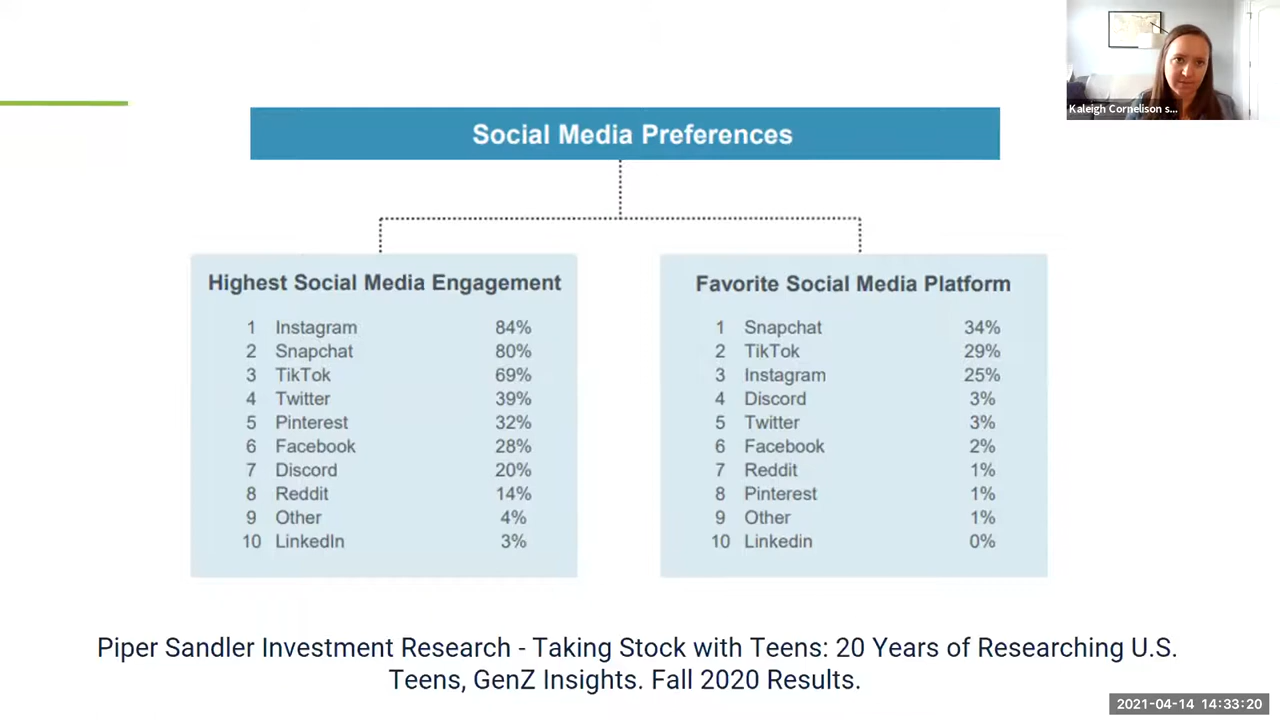 Kaleigh Cornelison s...
Social Media Preferences
Highest Social Media Engagement
1 Instagram 84%
2 Snapchat 80%
3 TikTok 69%
4 Twitter 39%
5 Pinterest 32%
6 Facebook 28%
7 Discord 20%
8 Reddit 14%
9 Other 4%
10 LinkedIn 3%
Favorite Social Media Platform
1 Snapchat 34%
2 TikTok 29%
3 Instagram 25%
4 Discord 3%
5 Twitter 3%
6 Facebook 2%
7 Reddit 1%
8 Pinterest 1%
9 Other 1%
10 Linkedin 0%
Piper Sandler Investment Research - Taking Stock with Teens: 20 Years of Researching U.S.
Teens, GenZ Insights. Fall 2020 Results.
2021-04-14 14:33:20